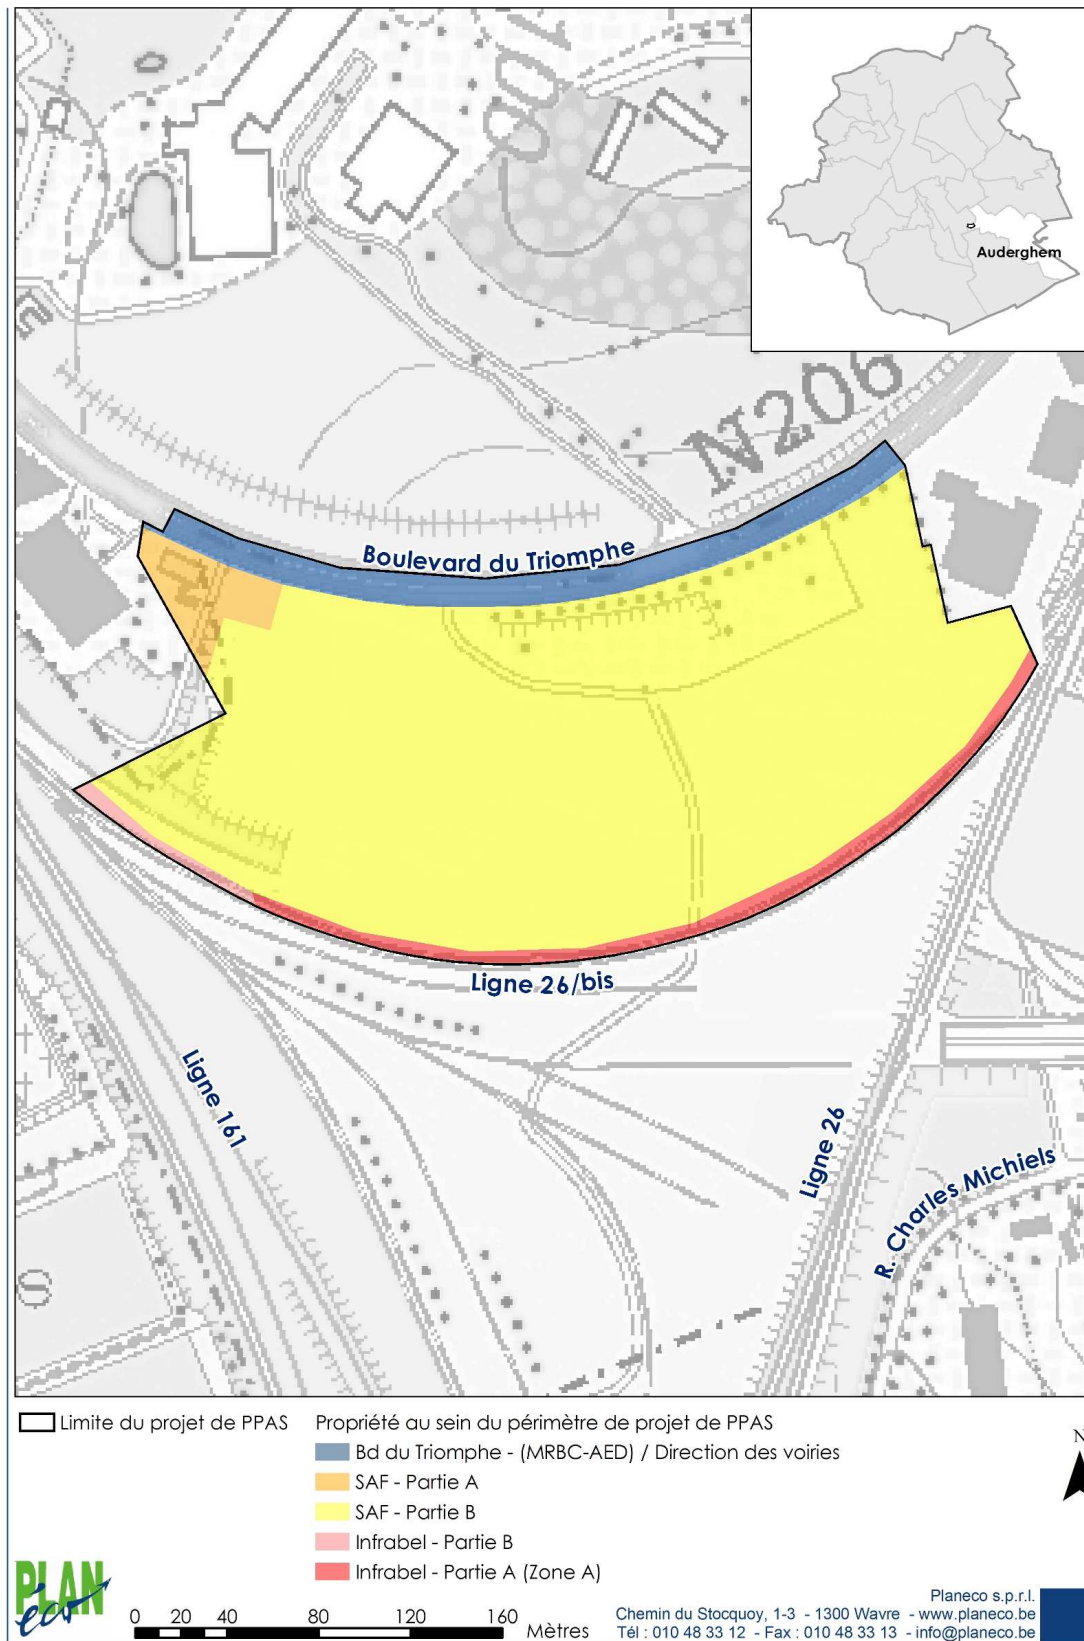 Auderghem
N206
Boulevard du Triomphe
Ligne 26/bis
Ligne 161
Ligne 26
R. Charles Michiels
Limite du projet de PPAS
Propriété au sein du périmètre de projet de PPAS
Bd du Triomphe - (MRBC-AED) / Direction des voiries
SAF - Partie A
SAF - Partie B
Infrabel - Partie B
Infrabel - Partie A (Zone A)
N
PLAN
éco
0 20 40 80 120 160
Mètres
Planeco s.p.r.l.
Chemin du Stocquoy, 1-3 - 1300 Wavre - www.planeco.be
Tél : 010 48 33 12 - Fax : 010 48 33 13 - info@planeco.be